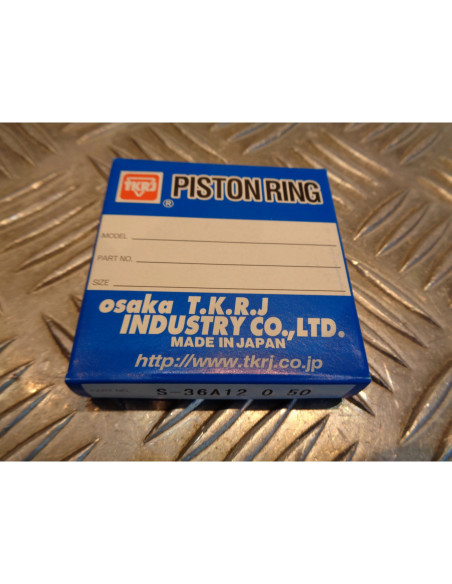 TKRJ ® PISTON RING
MODEL
PART NO.
SIZE
osaka T.K.R.J
INDUSTRY CO.,LTD.
MADE IN JAPAN
http://www.tkrj.co.jp
S-36A12 0 50